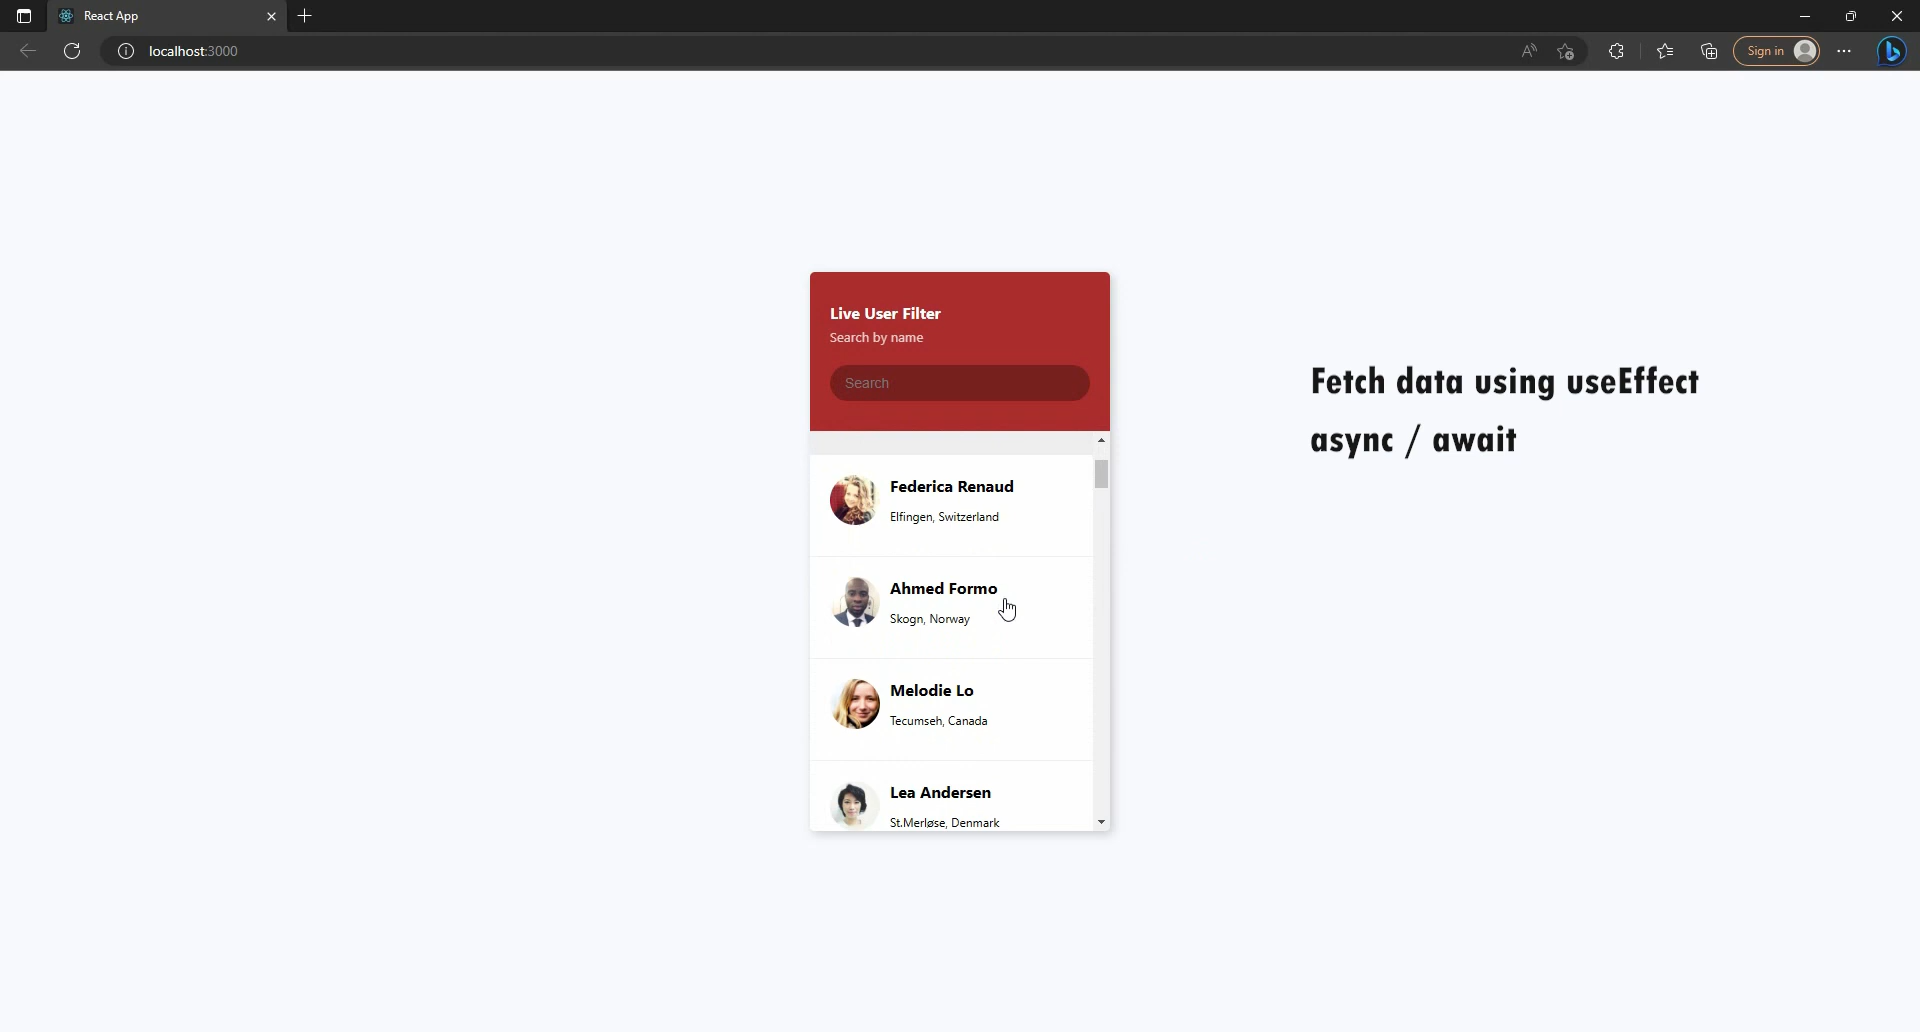 React App
localhost:3000
Sign in
Live User Filter
Search by name
Search
Federica Renaud
Elfingen, Switzerland
Ahmed Formo
Skogn, Norway
Melodie Lo
Tecumseh, Canada
Lea Andersen
St.Merløse, Denmark
Fetch data using useEffect
async / await